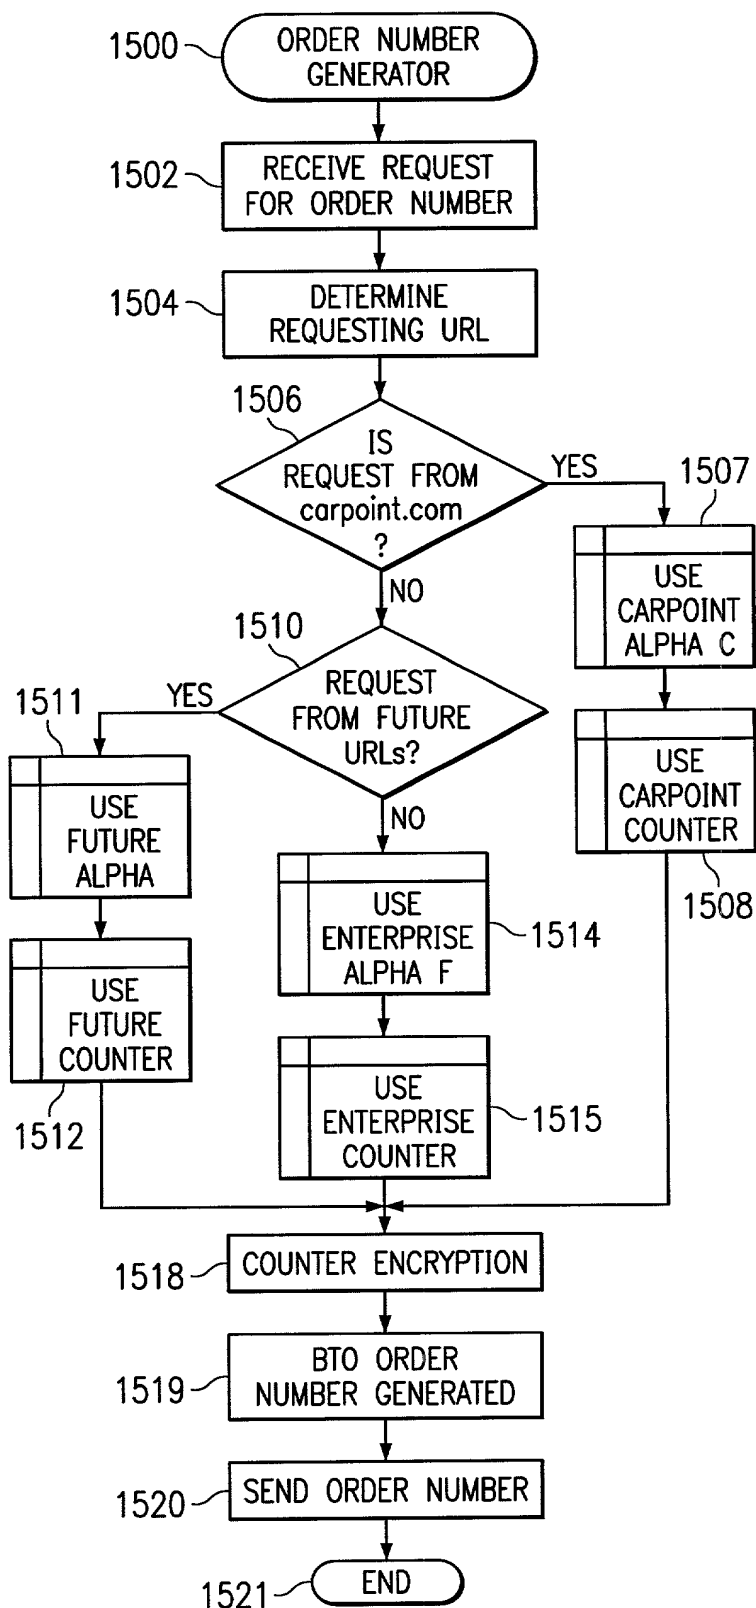 1500
ORDER NUMBER
GENERATOR
1502
RECEIVE REQUEST
FOR ORDER NUMBER
1504
DETERMINE
REQUESTING URL
1506
IS
REQUEST FROM
carpoint.com
?
YES
1507
USE
CARPOINT
ALPHA C
NO
1510
REQUEST
FROM FUTURE
URLs?
YES
1511
USE
FUTURE
ALPHA
USE
CARPOINT
COUNTER
1508
NO
USE
ENTERPRISE
ALPHA F
1514
USE
FUTURE
COUNTER
1512
USE
ENTERPRISE
COUNTER
1515
1518
COUNTER ENCRYPTION
1519
BTO ORDER
NUMBER GENERATED
1520
SEND ORDER NUMBER
1521
END